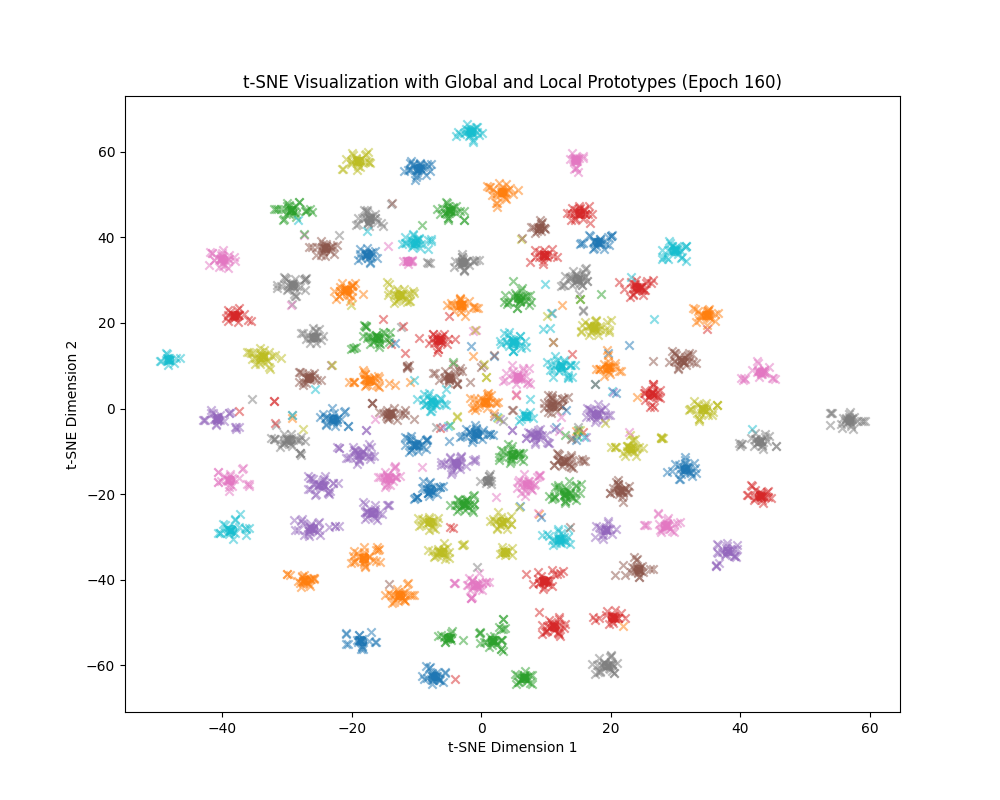 t-SNE Visualization with Global and Local Prototypes (Epoch 160)
60
40
20
0
−20
−40
−60
t-SNE Dimension 2
−40 −20 0 20 40 60
t-SNE Dimension 1